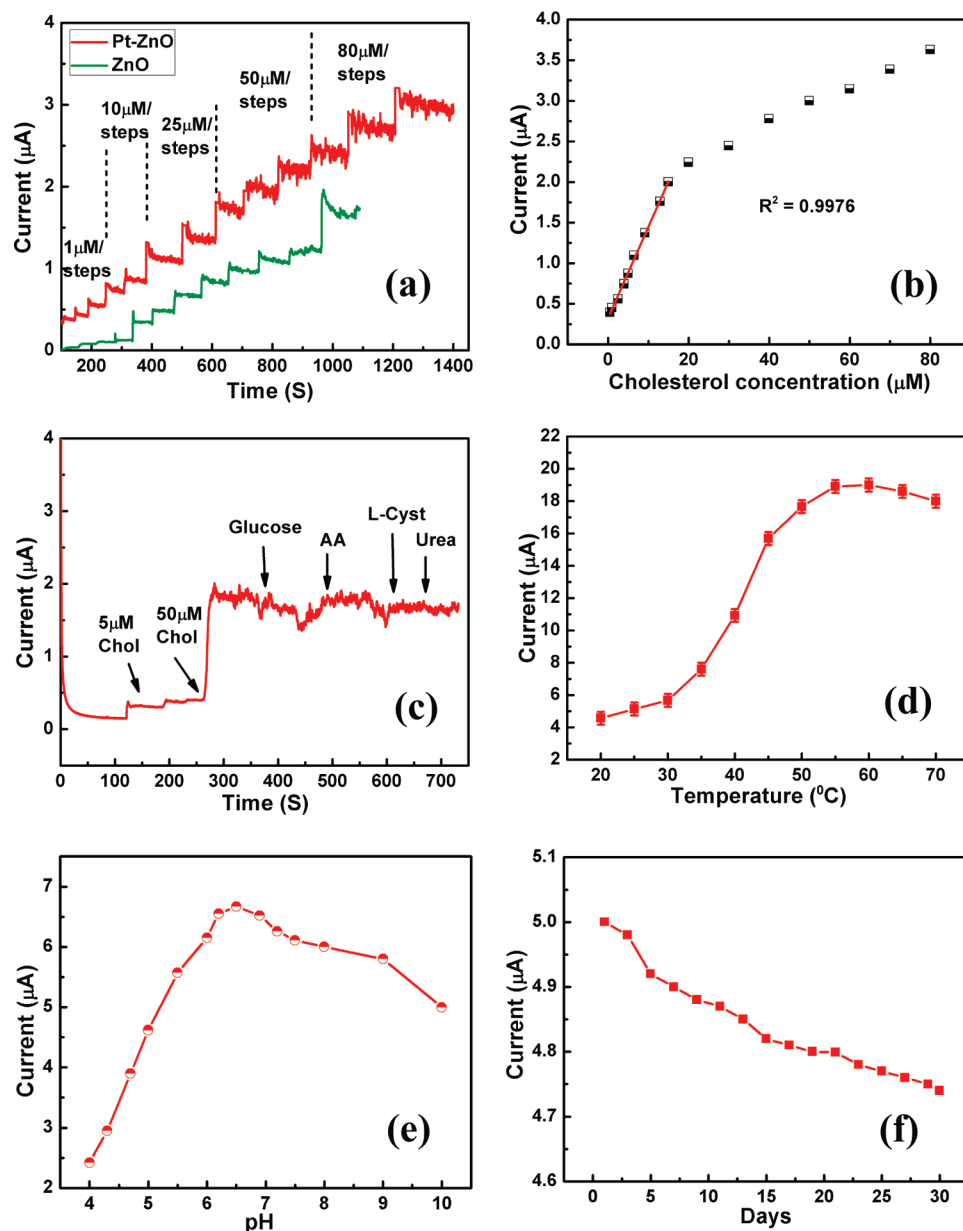 4
3
2
1
0
Current (µA)
Pt-ZnO
ZnO
1µM/
steps
10µM/
steps
25µM/
steps
50µM/
steps
80µM/
steps
(a)
200 400 600 800 1000 1200 1400
Time (S)
4.0
3.5
3.0
2.5
2.0
1.5
1.0
0.5
0.0
Current (µA)
R² = 0.9976
(b)
0 20 40 60 80
Cholesterol concentration (µM)
4
3
2
1
0
Current (µA)
5µM
Chol
50µM
Chol
Glucose
AA
L-Cyst
Urea
(c)
0 100 200 300 400 500 600 700
Time (S)
22
20
18
16
14
12
10
8
6
4
2
Current (µA)
(d)
20 30 40 50 60 70
Temperature (⁰C)
7
6
5
4
3
2
Current (µA)
(e)
4 5 6 7 8 9 10
pH
5.1
5.0
4.9
4.8
4.7
4.6
Current (µA)
(f)
0 5 10 15 20 25 30
Days